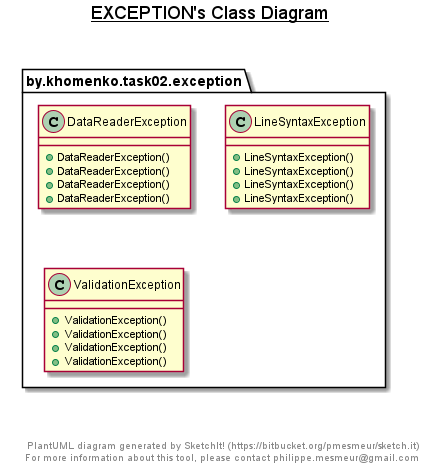 EXCEPTION's Class Diagram
by.khomenko.task02.exception
C DataReaderException
DataReaderException()
DataReaderException()
DataReaderException()
DataReaderException()
C LineSyntaxException
LineSyntaxException()
LineSyntaxException()
LineSyntaxException()
LineSyntaxException()
C ValidationException
ValidationException()
ValidationException()
ValidationException()
ValidationException()
PlantUML diagram generated by SketchIt! (https://bitbucket.org/pmesmeur/sketch.it)
For more information about this tool, please contact philippe.mesmeur@gmail.com